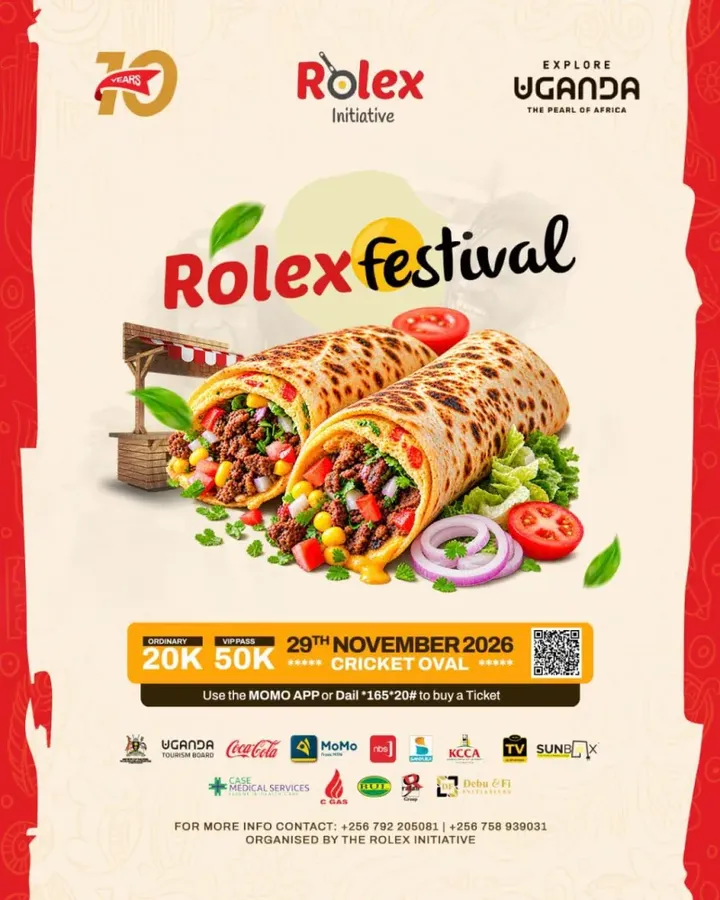 10 YEARS
Rolex
Initiative
EXPLORE
UGANDA
THE PEARL OF AFRICA
Rolex festival
ORDINARY
20K
VIP PASS
50K
29TH NOVEMBER 2026
***** CRICKET OVAL *****
Use the MOMO APP or Dail *165*20# to buy a Ticket
UGANDA
TOURISM BOARD
Coca-Cola
MoMo
from MTN
nbs
KCCA
TV
SUNBOX
CASE
MEDICAL SERVICES
C GAS
Group
Debu & Fi
FOR MORE INFO CONTACT: +256 792 205081 | +256 758 939031
ORGANISED BY THE ROLEX INITIATIVE